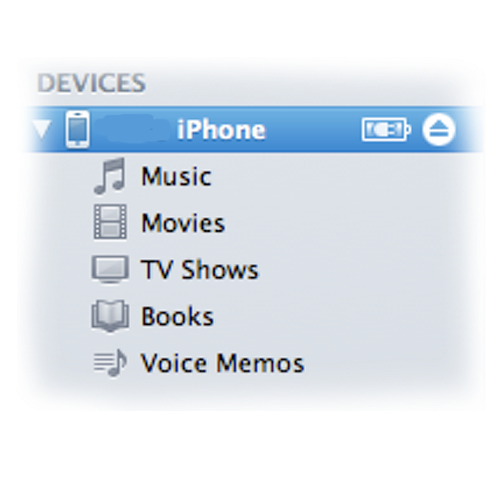 DEVICES
iPhone
Music
Movies
TV Shows
Books
Voice Memos